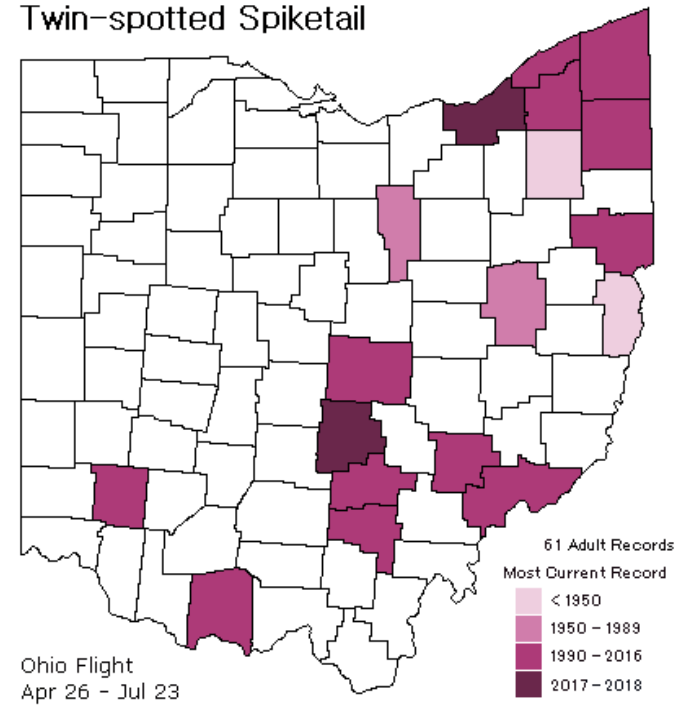 Twin-spotted Spiketail
61 Adult Records
Most Current Record
< 1950
1950 - 1989
1990 - 2016
2017 - 2018
Ohio Flight
Apr 26 - Jul 23